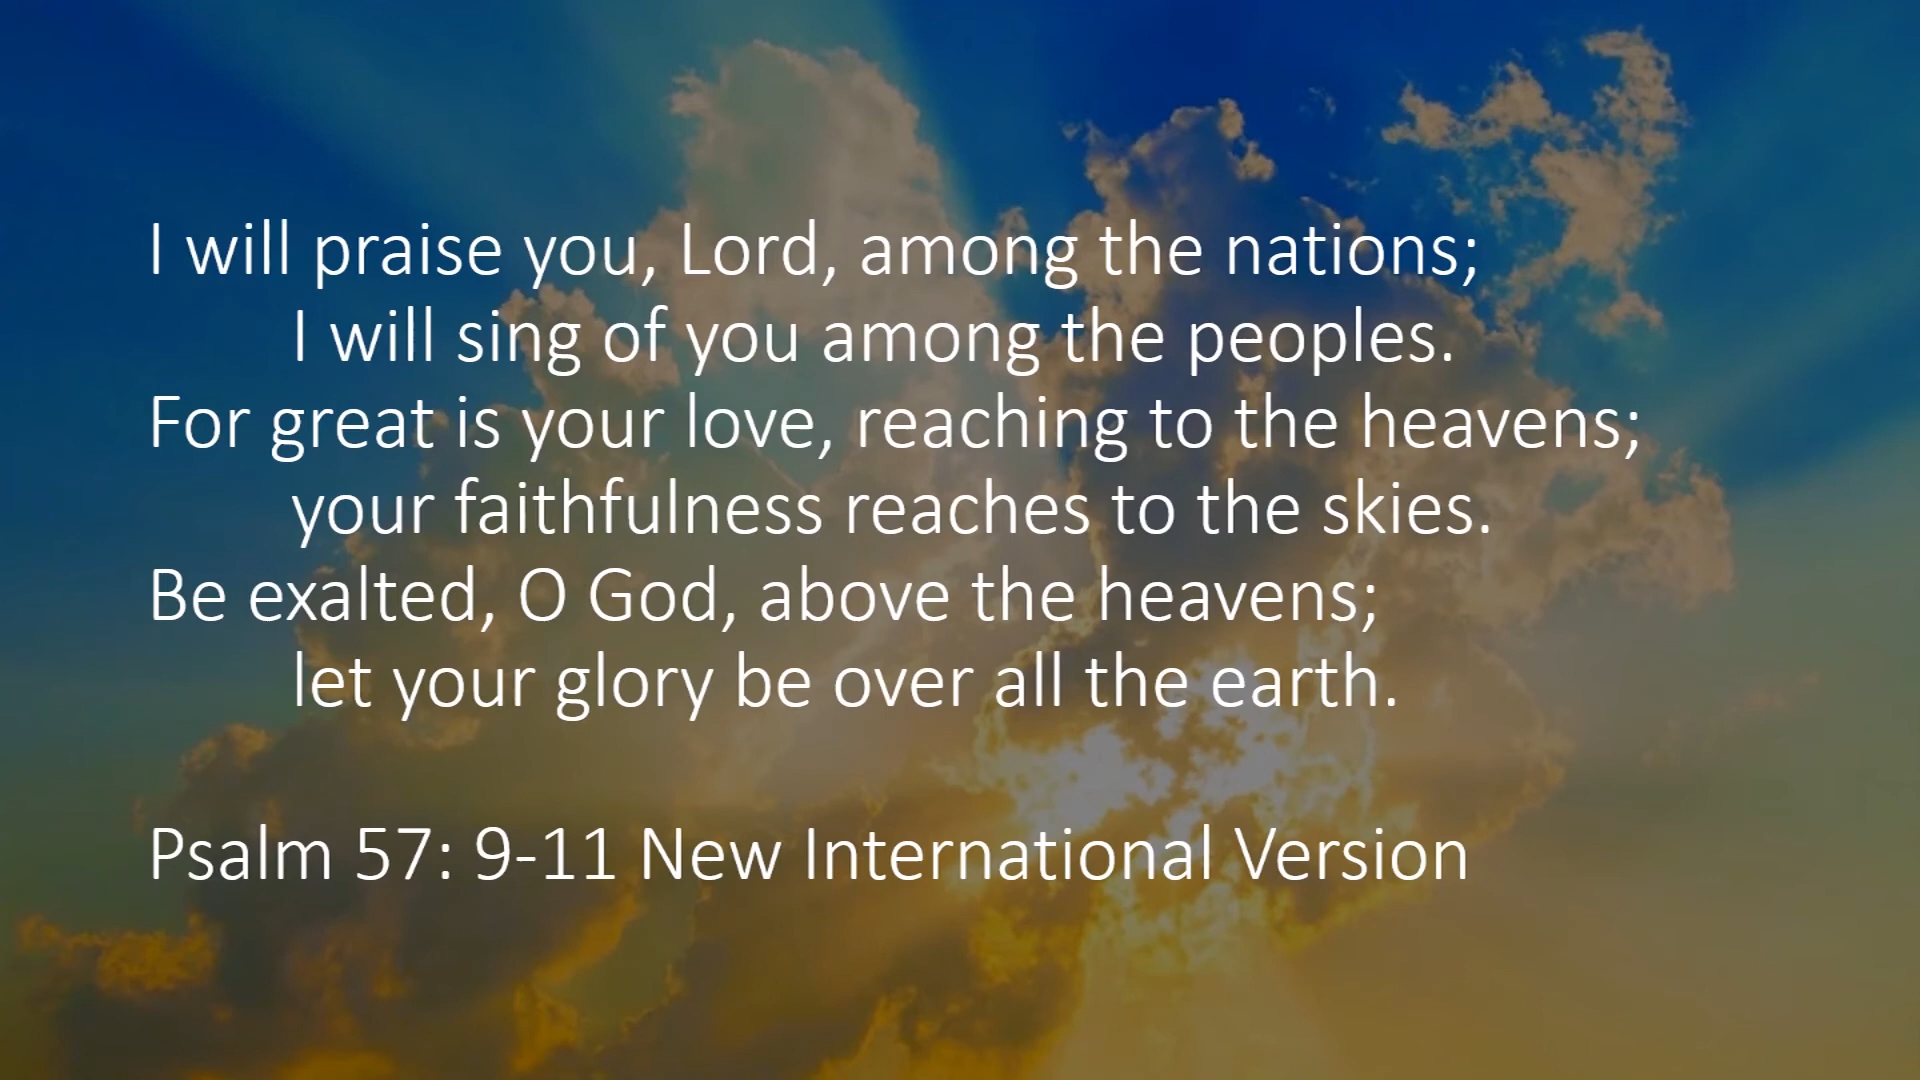 I will praise you, Lord, among the nations;
I will sing of you among the peoples.
For great is your love, reaching to the heavens;
your faithfulness reaches to the skies.
Be exalted, O God, above the heavens;
let your glory be over all the earth.
Psalm 57: 9-11 New International Version